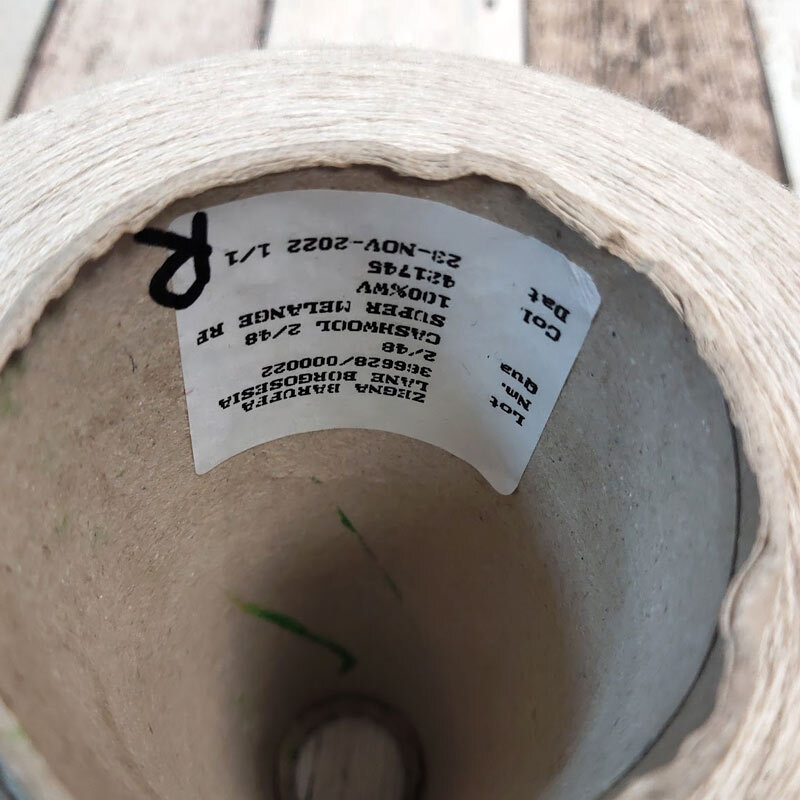 ZEGNA BARUFFA
LANE BORGOSESIA
Lot 366628/000022
Nm. 2/48
Qua CASHWOOL 2/48
SUPER MELANGE RP
100%WV
Col 421745
Dat 23-NOV-2022 1/1
R